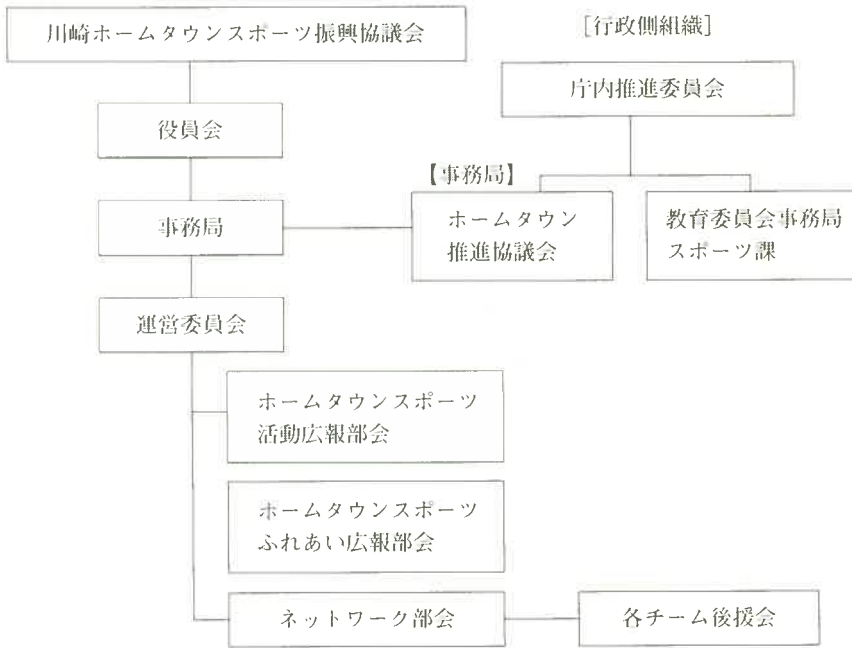 川崎ホームタウンスポーツ振興協議会
［行政側組織］
庁内推進委員会
役員会
【事務局】
事務局
ホームタウン
推進協議会
教育委員会事務局
スポーツ課
運営委員会
ホームタウンスポーツ
活動広報部会
ホームタウンスポーツ
ふれあい広報部会
ネットワーク部会
各チーム後援会